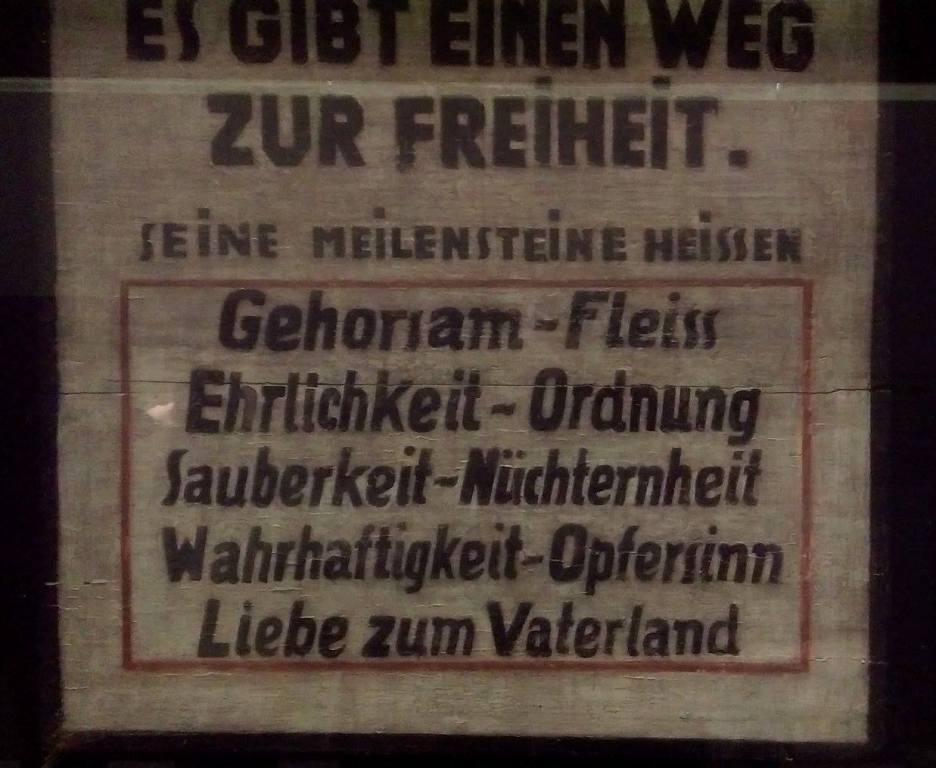 ES GIBT EINEN WEG
ZUR FREIHEIT.
SEINE MEILENSTEINE HEISSEN
Gehorsam - Fleiss
Ehrlichkeit - Ordnung
Sauberkeit - Nüchternheit
Wahrhaftigkeit - Opfersinn
Liebe zum Vaterland